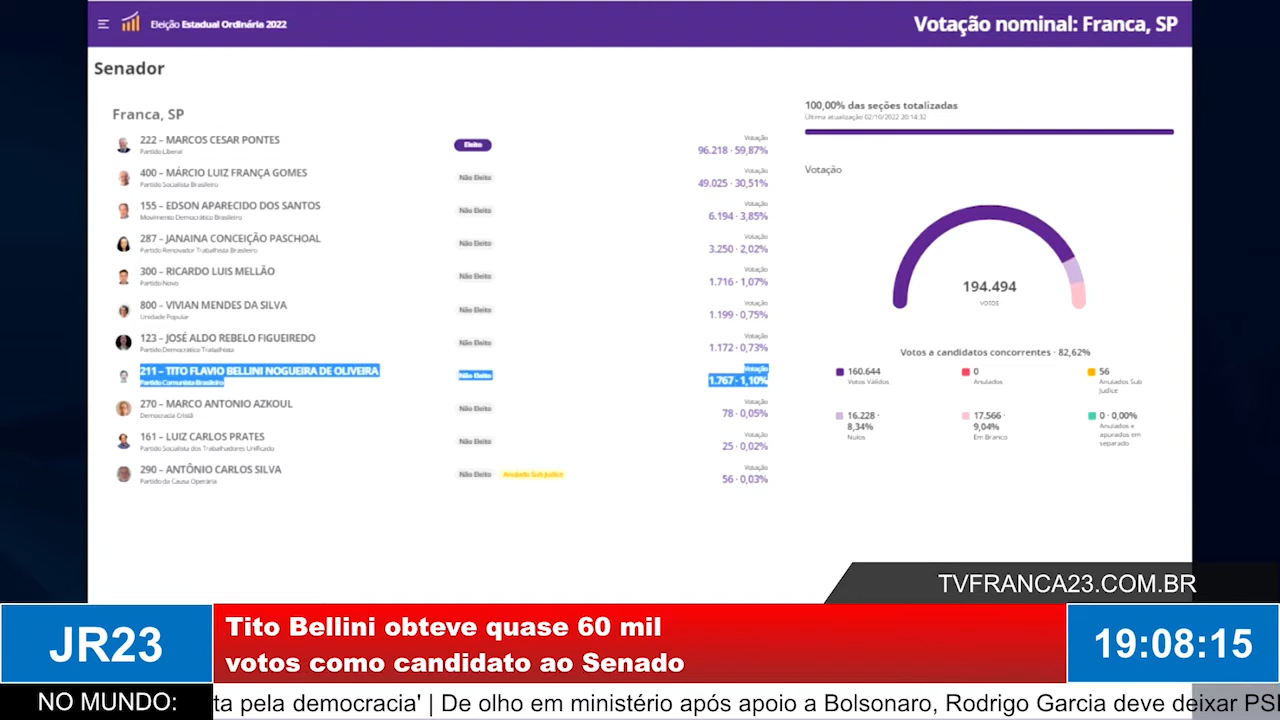 Eleição Estadual Ordinária 2022
Votação nominal: Franca, SP
Senador
Franca, SP
222 – MARCOS CESAR PONTES
Partido Liberal
Eleito
Votação
96.218 · 59,87%
400 – MÁRCIO LUIZ FRANÇA GOMES
Partido Socialista Brasileiro
Não Eleito
Votação
49.025 · 30,51%
155 – EDSON APARECIDO DOS SANTOS
Movimento Democrático Brasileiro
Não Eleito
Votação
6.194 · 3,85%
287 – JANAINA CONCEIÇÃO PASCHOAL
Partido Renovador Trabalhista Brasileiro
Não Eleito
Votação
3.250 · 2,02%
300 – RICARDO LUIS MELLÃO
Partido Novo
Não Eleito
Votação
1.716 · 1,07%
800 – VIVIAN MENDES DA SILVA
Unidade Popular
Não Eleito
Votação
1.199 · 0,75%
123 – JOSÉ ALDO REBELO FIGUEIREDO
Partido Democrático Trabalhista
Não Eleito
Votação
1.172 · 0,73%
211 – TITO FLAVIO BELLINI NOGUEIRA DE OLIVEIRA
Partido Comunista Brasileiro
Não Eleito
Votação
1.767 · 1,10%
270 – MARCO ANTONIO AZKOUL
Democracia Cristã
Não Eleito
Votação
78 · 0,05%
161 – LUIZ CARLOS PRATES
Partido Socialista dos Trabalhadores Unificado
Não Eleito
Votação
25 · 0,02%
290 – ANTÔNIO CARLOS SILVA
Partido da Causa Operária
Não Eleito
Anulado Sub Judice
Votação
56 · 0,03%
100,00% das seções totalizadas
Última atualização 02/10/2022 20:14:32
Votação
194.494
VOTOS
Votos a candidatos concorrentes · 82,62%
160.644
Votos Válidos
0
Anulados
56
Anulados Sub
Judice
16.228 ·
8,34%
Nulos
17.566 ·
9,04%
Em Branco
0 · 0,00%
Anulados e
apurados em
separado
TVFRANCA23.COM.BR
JR23
Tito Bellini obteve quase 60 mil
votos como candidato ao Senado
19:08:15
NO MUNDO:
ta pela democracia' | De olho em ministério após apoio a Bolsonaro, Rodrigo Garcia deve deixar PS